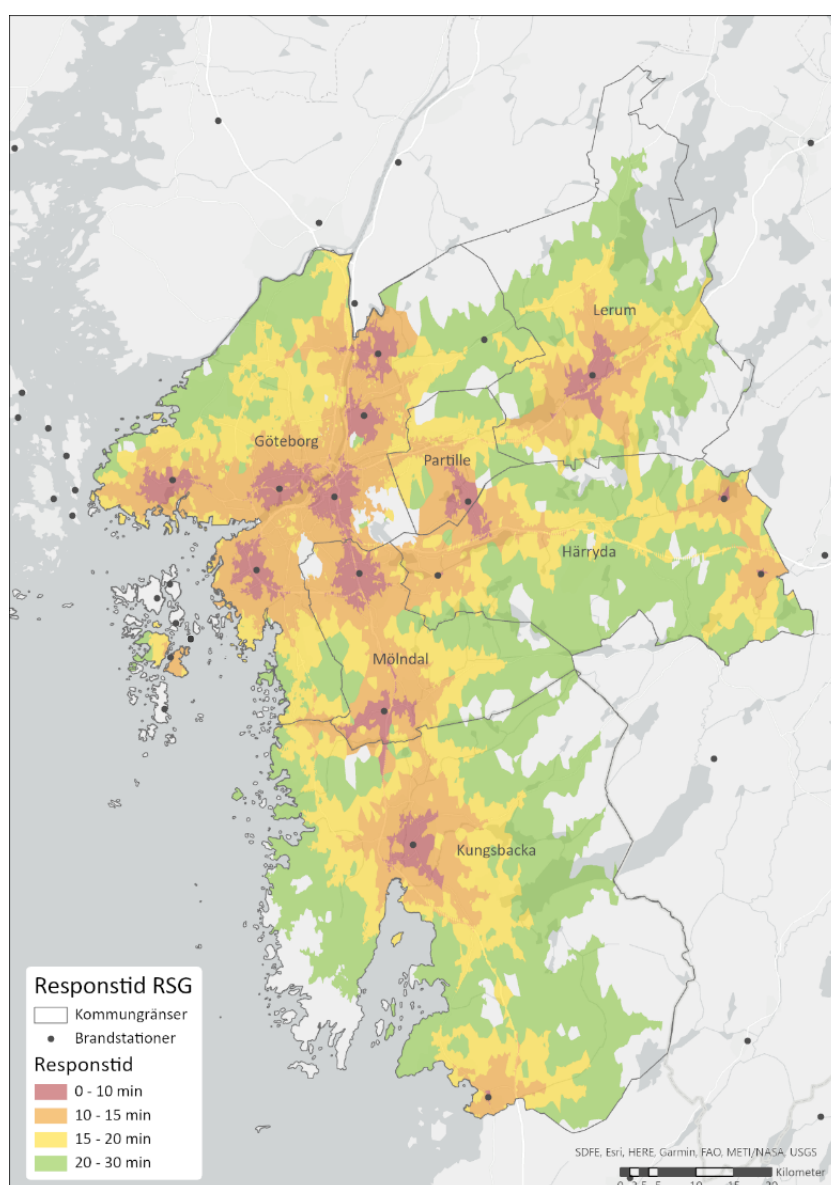 Lerum
Göteborg
Partille
Härryda
Mölndal
Kungsbacka
Responstid RSG
Kommungränser
Brandstationer
Responstid
0 - 10 min
10 - 15 min
15 - 20 min
20 - 30 min
SDFE, Esri, HERE, Garmin, FAO, METI/NASA, USGS
Kilometer